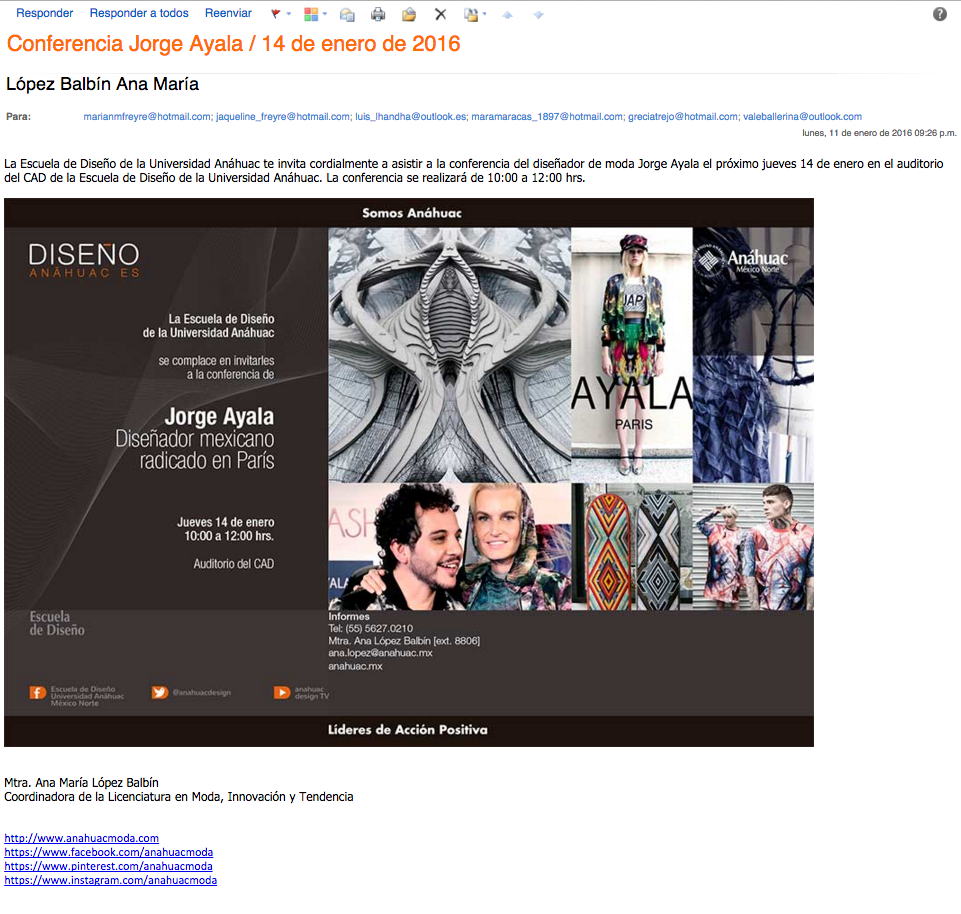 Responder Responder a todos Reenviar
Conferencia Jorge Ayala / 14 de enero de 2016
López Balbín Ana María
Para: marianmfreyre@hotmail.com; jaqueline_freyre@hotmail.com; luis_lhandha@outlook.es; maramaracas_1897@hotmail.com; greciatrejo@hotmail.com; valeballerina@outlook.com
lunes, 11 de enero de 2016 09:26 p.m.
La Escuela de Diseño de la Universidad Anáhuac te invita cordialmente a asistir a la conferencia del diseñador de moda Jorge Ayala el próximo jueves 14 de enero en el auditorio
del CAD de la Escuela de Diseño de la Universidad Anáhuac. La conferencia se realizará de 10:00 a 12:00 hrs.
Somos Anáhuac
DISEÑO
ANÁHUAC ES
La Escuela de Diseño
de la Universidad Anáhuac
se complace en invitarles
a la conferencia de
Jorge Ayala
Diseñador mexicano
radicado en París
Jueves 14 de enero
10:00 a 12:00 hrs.
Auditorio del CAD
Escuela
de Diseño
Escuela de Diseño
Universidad Anáhuac
México Norte
@anahuacdesign
anahuac
design TV
JAP
AYALA
PARIS
Anáhuac
México Norte
Informes
Tel: (55) 5627.0210
Mtra. Ana López Balbín [ext. 8806]
ana.lopez@anahuac.mx
anahuac.mx
Líderes de Acción Positiva
Mtra. Ana María López Balbín
Coordinadora de la Licenciatura en Moda, Innovación y Tendencia
http://www.anahuacmoda.com
https://www.facebook.com/anahuacmoda
https://www.pinterest.com/anahuacmoda
https://www.instagram.com/anahuacmoda